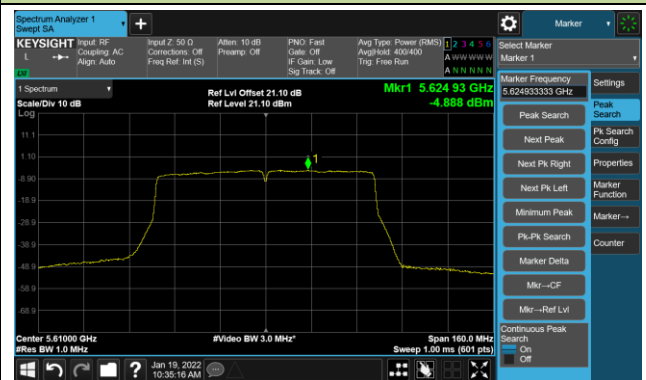 Spectrum Analyzer 1
Swept SA
Marker
KEYSIGHT
L
Input: RF
Coupling: AC
Align: Auto
Input Z: 50 Ω
Corrections: Off
Freq Ref: Int (S)
Atten: 10 dB
Preamp: Off
PNO: Fast
Gate: Off
IF Gain: Low
Sig Track: Off
Avg Type: Power (RMS)
Avg|Hold: 400/400
Trig: Free Run
1 2 3 4 5 6
A W W W W W
A N N N N N
Select Marker
Marker 1
1 Spectrum
Scale/Div 10 dB
Log
Ref Lvl Offset 21.10 dB
Ref Level 21.10 dBm
Mkr1 5.624 93 GHz
-4.888 dBm
11.1
1.10
-8.90
-18.9
-28.9
-38.9
-48.9
-58.9
-68.9
1
Center 5.61000 GHz
#Res BW 1.0 MHz
#Video BW 3.0 MHz*
Span 160.0 MHz
Sweep 1.00 ms (601 pts)
Marker Frequency
5.624933333 GHz
Peak Search
Next Peak
Next Pk Right
Next Pk Left
Minimum Peak
Pk-Pk Search
Marker Delta
Mkr→CF
Mkr→Ref Lvl
Continuous Peak
Search
On
Off
Settings
Peak
Search
Pk Search
Config
Properties
Marker
Function
Marker→
Counter
Jan 19, 2022
10:35:16 AM